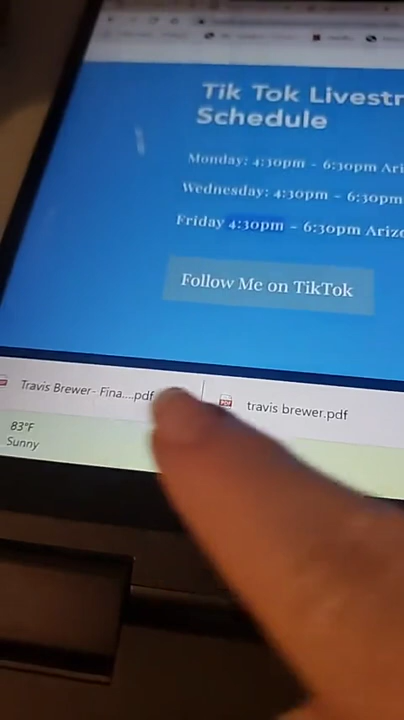 Tik Tok Livestr
Schedule
Monday: 4:30pm - 6:30pm Ari
Wednesday: 4:30pm - 6:30pm
Friday 4:30pm - 6:30pm Arizo
Follow Me on TikTok
Travis Brewer- Fina....pdf
PDF
travis brewer.pdf
83°F
Sunny